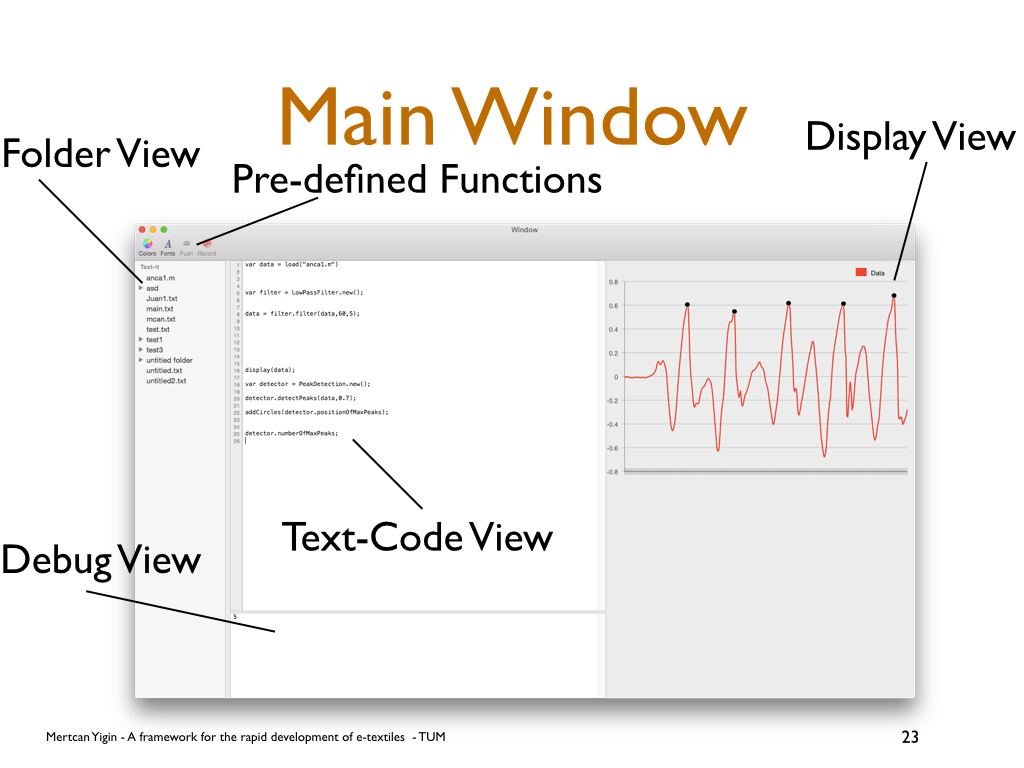 Main Window
Folder View
Display View
Pre-defined Functions
Window
Colors Fonts Push Record
Text-It
anca1.m
asd
Juan1.txt
main.txt
mcan.txt
test.txt
test1
test3
untitled folder
untitled.txt
untitled2.txt
1 var data = load("anca1.m")
2
3
4
5 var filter = LowPassFilter.new();
6
7
8 data = filter.filter(data,60,5);
9
10
11
12
13
14
15
16 display(data);
17
18 var detector = PeakDetection.new();
19
20 detector.detectPeaks(data,0.7);
21
22 addCircles(detector.positionOfMaxPeaks);
23
24
25 detector.numberOfMaxPeaks;
26
Data
0.8
0.6
0.4
0.2
0
-0.2
-0.4
-0.6
-0.8
Text-Code View
Debug View
5
Mertcan Yigin - A framework for the rapid development of e-textiles - TUM
23